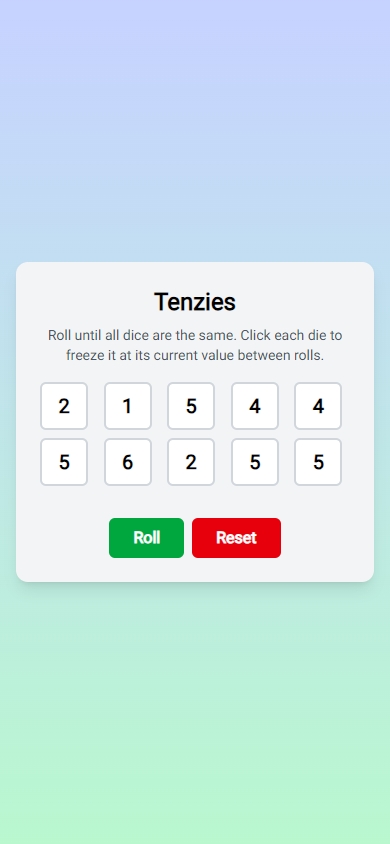 Tenzies
Roll until all dice are the same. Click each die to
freeze it at its current value between rolls.
2 1 5 4 4
5 6 2 5 5
Roll Reset